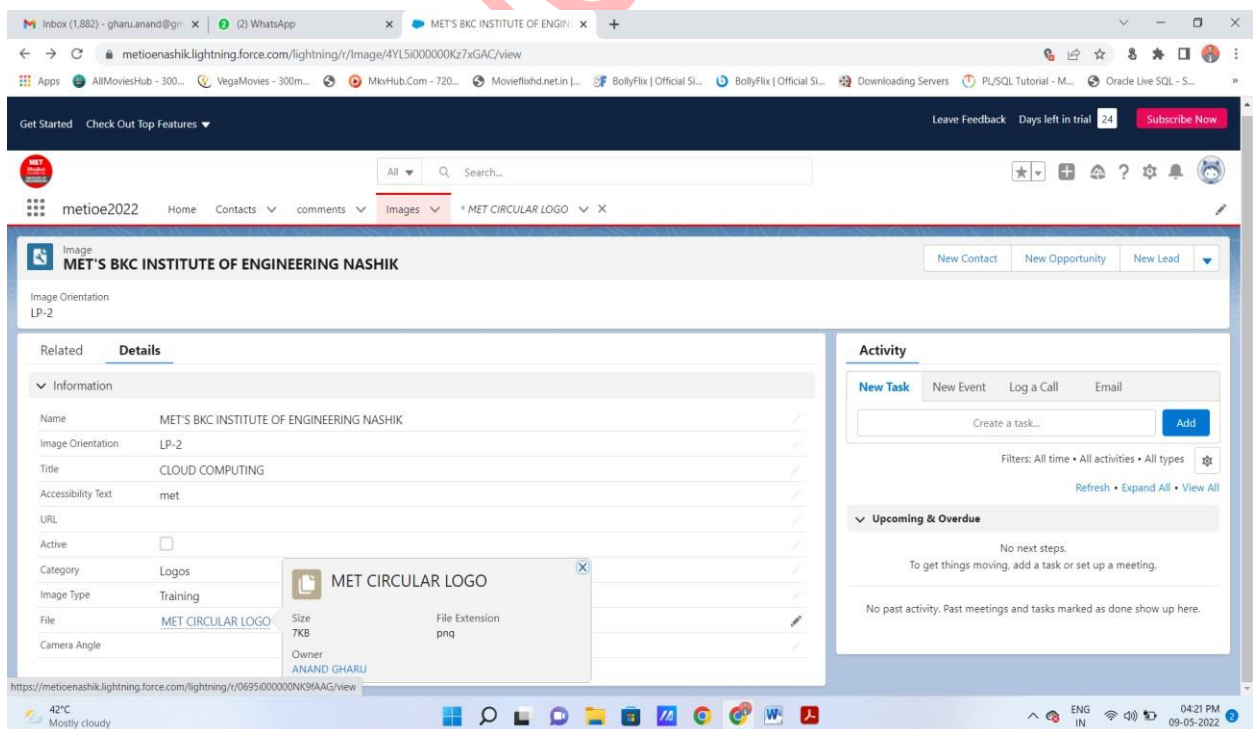 Inbox (1,882) - gharu.anand@gm
(2) WhatsApp
MET'S BKC INSTITUTE OF ENGIN
metioenashik.lightning.force.com/lightning/r/Image/4YL5i000000Kz7xGAC/view
Apps AllMoviesHub - 300... VegaMovies - 300m... MkvHub.Com - 720... Movieflixhd.net.in |... BollyFlix | Official Si... BollyFlix | Official Si... Downloading Servers PL/SQL Tutorial - M... Oracle Live SQL - S... »
Get Started Check Out Top Features Leave Feedback Days left in trial 24 Subscribe Now
MET
All Search...
metioe2022 Home Contacts comments Images * MET CIRCULAR LOGO
Image
MET'S BKC INSTITUTE OF ENGINEERING NASHIK
New Contact New Opportunity New Lead
Image Orientation
LP-2
Related Details
Information
Name MET'S BKC INSTITUTE OF ENGINEERING NASHIK
Image Orientation LP-2
Title CLOUD COMPUTING
Accessibility Text met
URL
Active
Category Logos
Image Type Training
File MET CIRCULAR LOGO
Camera Angle
MET CIRCULAR LOGO
Size File Extension
7KB png
Owner
ANAND GHARU
Activity
New Task New Event Log a Call Email
Create a task... Add
Filters: All time • All activities • All types
Refresh • Expand All • View All
Upcoming & Overdue
No next steps.
To get things moving, add a task or set up a meeting.
No past activity. Past meetings and tasks marked as done show up here.
https://metioenashik.lightning.force.com/lightning/r/0695i000000NK9fAAG/view
42°C
Mostly cloudy
ENG
IN
04:21 PM
09-05-2022
2